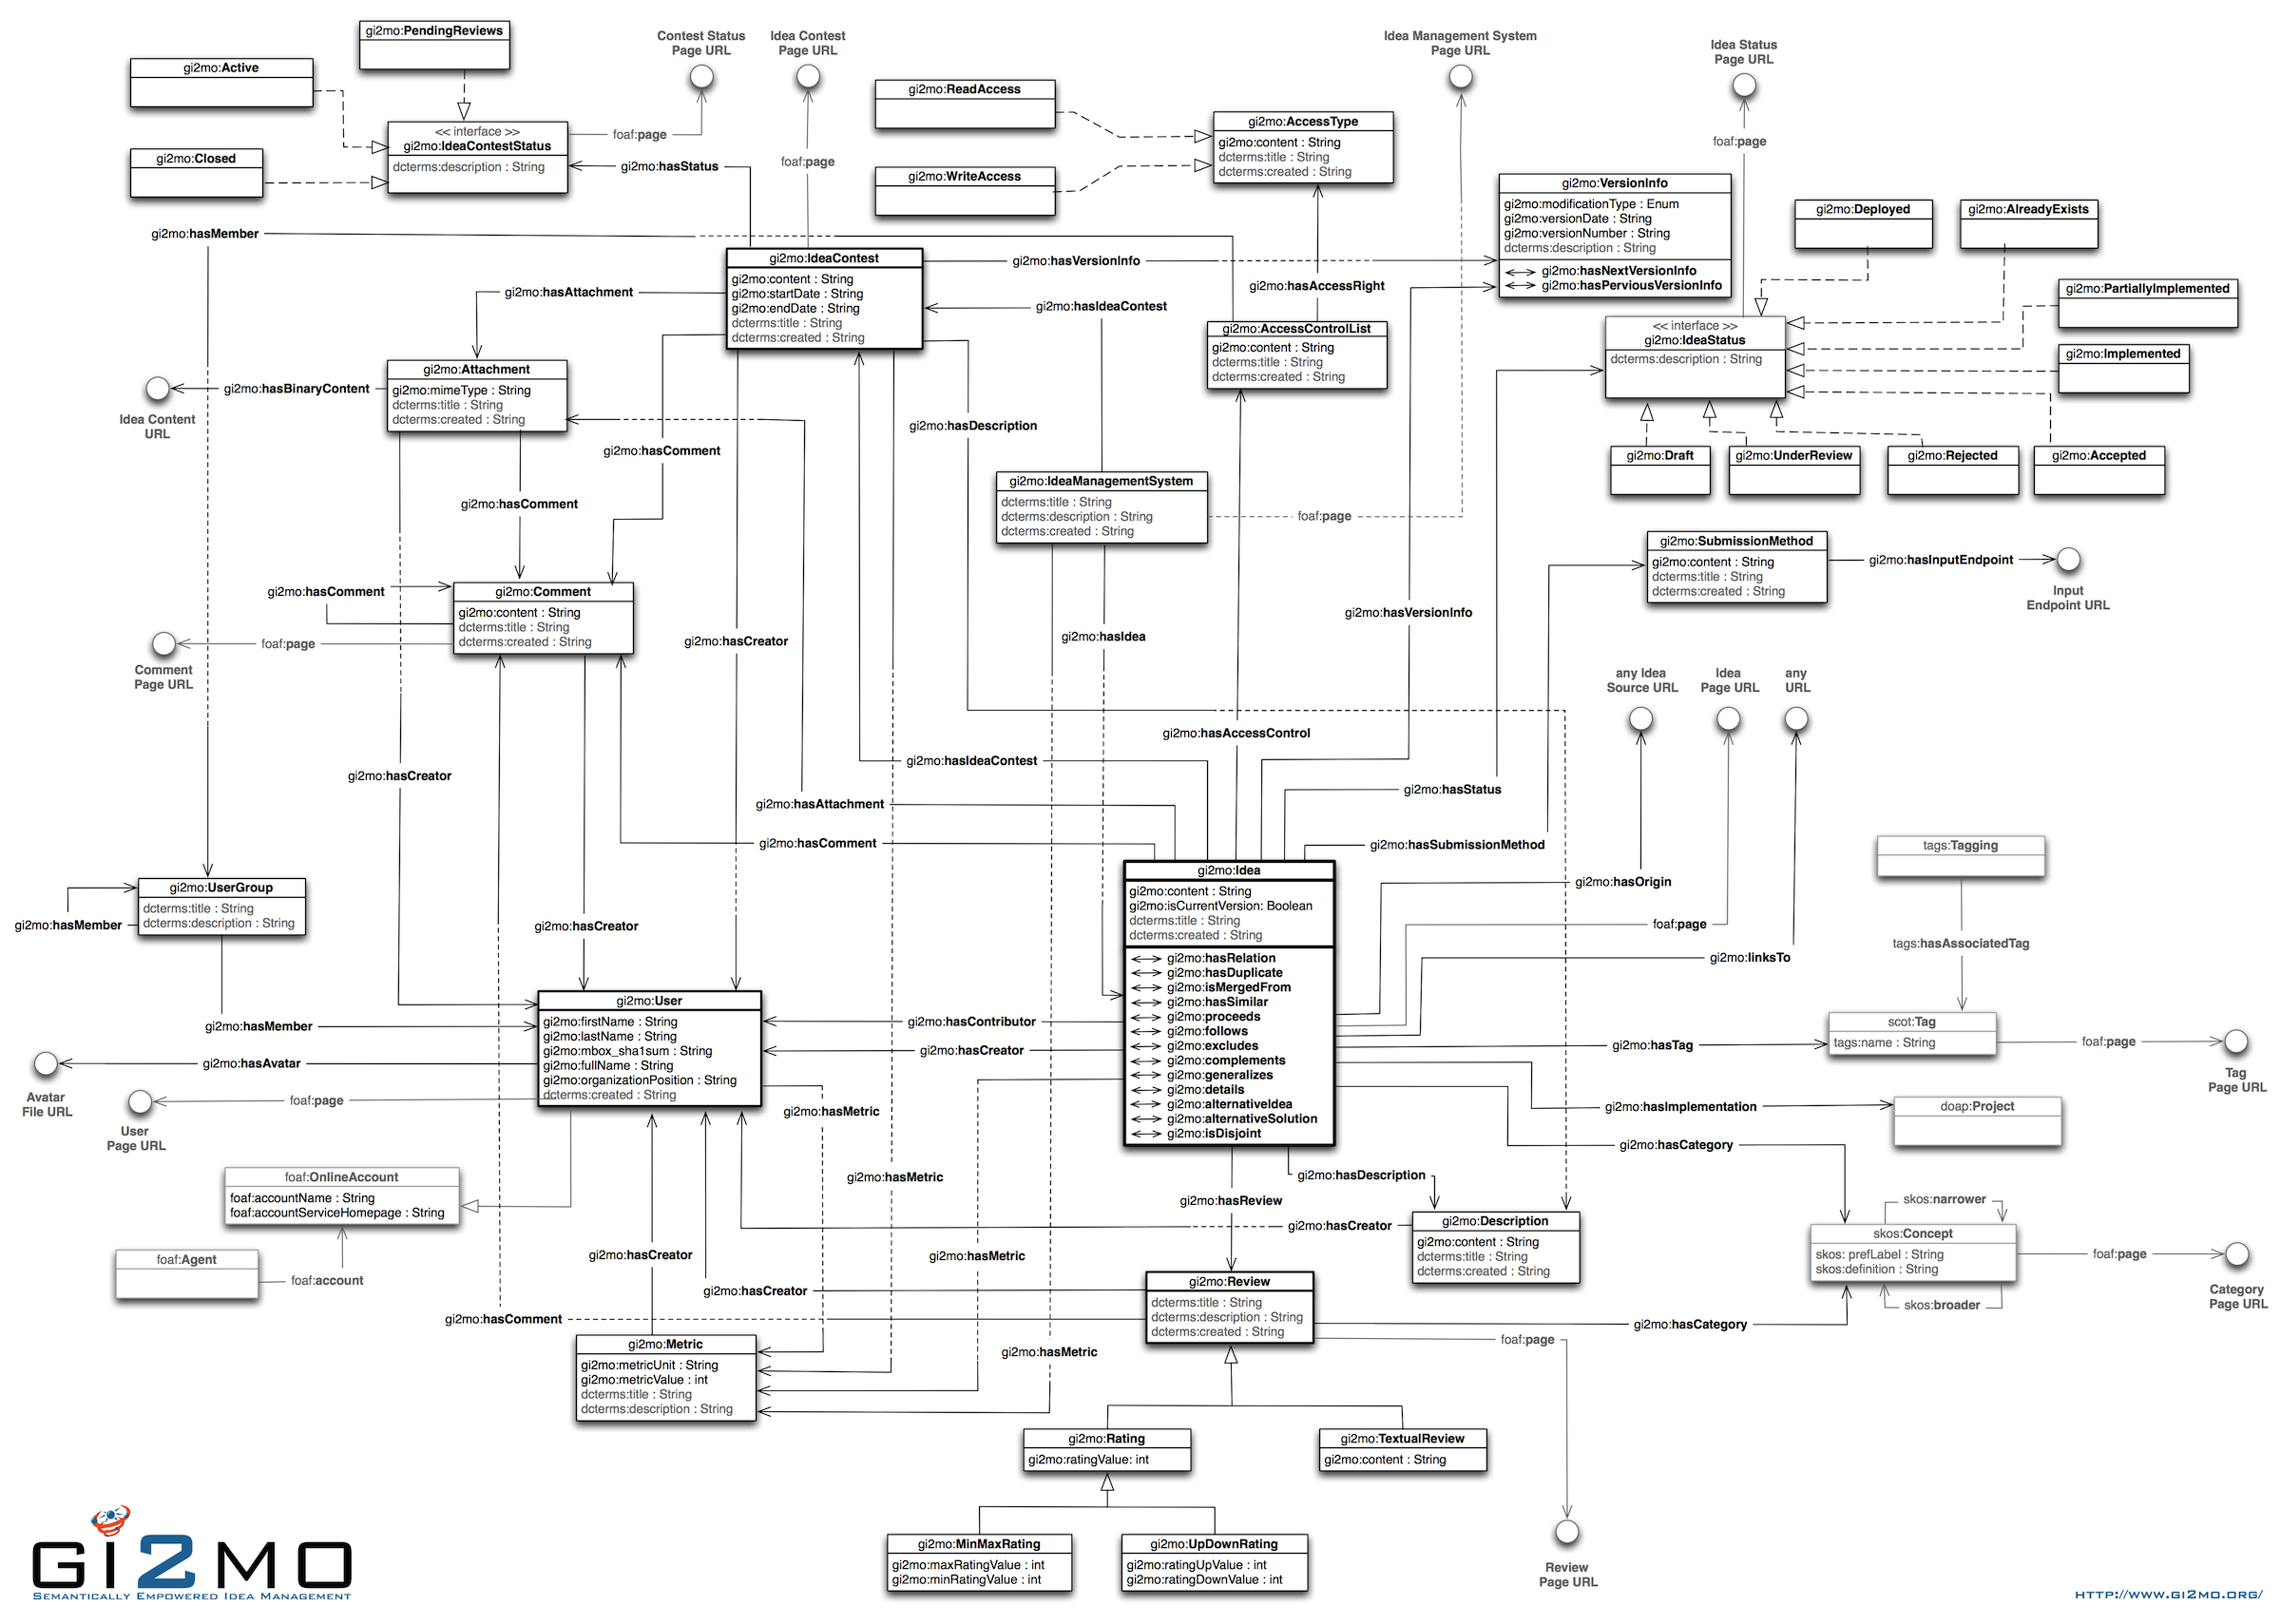 gi2mo:PendingReviews
gi2mo:Active
Contest Status
Page URL
Idea Contest
Page URL
Idea Management System
Page URL
Idea Status
Page URL
gi2mo:ReadAccess
gi2mo:AccessType
gi2mo:content : String
dcterms:title : String
dcterms:created : String
<< interface >>
gi2mo:IdeaContestStatus
dcterms:description : String
foaf:page
foaf:page
foaf:page
gi2mo:Closed
gi2mo:hasStatus
gi2mo:WriteAccess
gi2mo:VersionInfo
gi2mo:modificationType : Enum
gi2mo:versionDate : String
gi2mo:versionNumber : String
dcterms:description : String
gi2mo:hasNextVersionInfo
gi2mo:hasPerviousVersionInfo
gi2mo:Deployed
gi2mo:AlreadyExists
gi2mo:hasMember
gi2mo:IdeaContest
gi2mo:content : String
gi2mo:startDate : String
gi2mo:endDate : String
dcterms:title : String
dcterms:created : String
gi2mo:hasVersionInfo
gi2mo:hasAccessRight
gi2mo:PartiallyImplemented
gi2mo:hasAttachment
gi2mo:hasIdeaContest
gi2mo:AccessControlList
gi2mo:content : String
dcterms:title : String
dcterms:created : String
<< interface >>
gi2mo:IdeaStatus
dcterms:description : String
gi2mo:Implemented
gi2mo:Attachment
gi2mo:mimeType : String
dcterms:title : String
dcterms:created : String
gi2mo:hasBinaryContent
Idea Content
URL
gi2mo:hasDescription
gi2mo:hasComment
gi2mo:Draft
gi2mo:UnderReview
gi2mo:Rejected
gi2mo:Accepted
gi2mo:IdeaManagementSystem
dcterms:title : String
dcterms:description : String
dcterms:created : String
foaf:page
gi2mo:hasComment
gi2mo:SubmissionMethod
gi2mo:content : String
dcterms:title : String
dcterms:created : String
gi2mo:hasInputEndpoint
Input
Endpoint URL
gi2mo:hasComment
gi2mo:Comment
gi2mo:content : String
dcterms:title : String
dcterms:created : String
gi2mo:hasVersionInfo
gi2mo:hasIdea
gi2mo:hasCreator
foaf:page
Comment
Page URL
any Idea
Source URL
Idea
Page URL
any
URL
gi2mo:hasAccessControl
gi2mo:hasIdeaContest
gi2mo:hasCreator
gi2mo:hasStatus
gi2mo:hasAttachment
gi2mo:hasComment
gi2mo:hasSubmissionMethod
tags:Tagging
gi2mo:Idea
gi2mo:content : String
gi2mo:isCurrentVersion: Boolean
dcterms:title : String
dcterms:created : String
gi2mo:hasRelation
gi2mo:hasDuplicate
gi2mo:isMergedFrom
gi2mo:hasSimilar
gi2mo:proceeds
gi2mo:follows
gi2mo:excludes
gi2mo:complements
gi2mo:generalizes
gi2mo:details
gi2mo:alternativeIdea
gi2mo:alternativeSolution
gi2mo:isDisjoint
gi2mo:hasOrigin
foaf:page
gi2mo:linksTo
tags:hasAssociatedTag
gi2mo:UserGroup
dcterms:title : String
dcterms:description : String
gi2mo:hasMember
gi2mo:hasCreator
gi2mo:User
gi2mo:firstName : String
gi2mo:lastName : String
gi2mo:mbox_sha1sum : String
gi2mo:fullName : String
gi2mo:organizationPosition : String
dcterms:created : String
gi2mo:hasMember
gi2mo:hasContributor
gi2mo:hasCreator
scot:Tag
tags:name : String
gi2mo:hasTag
foaf:page
Tag
Page URL
gi2mo:hasAvatar
Avatar
File URL
foaf:page
User
Page URL
gi2mo:hasMetric
gi2mo:hasImplementation
doap:Project
gi2mo:hasCategory
foaf:OnlineAccount
foaf:accountName : String
foaf:accountServiceHomepage : String
gi2mo:hasMetric
gi2mo:hasDescription
gi2mo:hasReview
skos:narrower
gi2mo:Description
gi2mo:content : String
dcterms:title : String
dcterms:created : String
gi2mo:hasCreator
skos:Concept
skos: prefLabel : String
skos:definition : String
foaf:page
Category
Page URL
skos:broader
foaf:Agent
foaf:account
gi2mo:hasCreator
gi2mo:hasMetric
gi2mo:Review
dcterms:title : String
dcterms:description : String
dcterms:created : String
gi2mo:hasCreator
gi2mo:hasComment
gi2mo:hasCategory
foaf:page
gi2mo:Metric
gi2mo:metricUnit : String
gi2mo:metricValue : int
dcterms:title : String
dcterms:description : String
gi2mo:hasMetric
gi2mo:Rating
gi2mo:ratingValue: int
gi2mo:TextualReview
gi2mo:content : String
gi2mo:MinMaxRating
gi2mo:maxRatingValue : int
gi2mo:minRatingValue : int
gi2mo:UpDownRating
gi2mo:ratingUpValue : int
gi2mo:ratingDownValue : int
Review
Page URL
GI2MO
SEMANTICALLY EMPOWERED IDEA MANAGEMENT
HTTP://WWW.GI2MO.ORG/